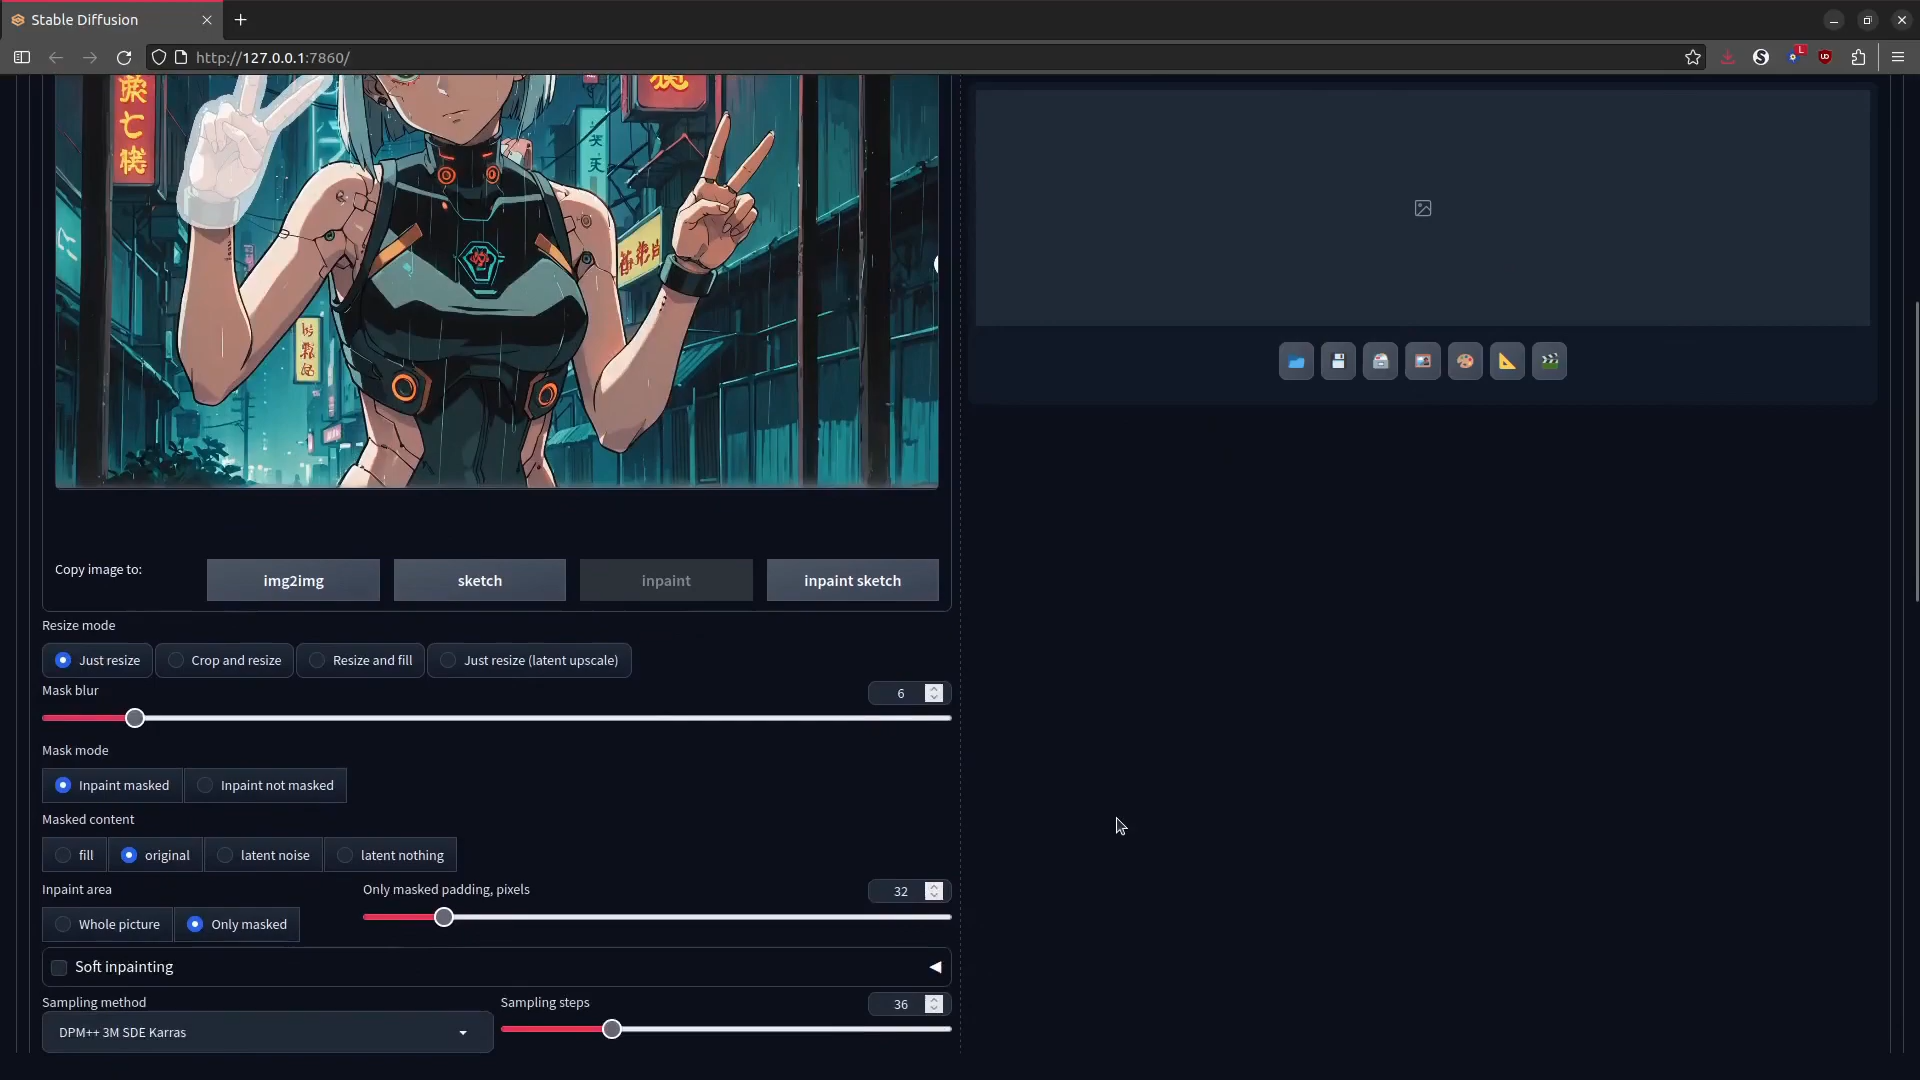 Stable Diffusion
http://127.0.0.1:7860/
L
七
Copy image to:
img2img
sketch
inpaint
inpaint sketch
Resize mode
Just resize
Crop and resize
Resize and fill
Just resize (latent upscale)
Mask blur
6
Mask mode
Inpaint masked
Inpaint not masked
Masked content
fill
original
latent noise
latent nothing
Inpaint area
Only masked padding, pixels
32
Whole picture
Only masked
Soft inpainting
Sampling method
Sampling steps
36
DPM++ 3M SDE Karras